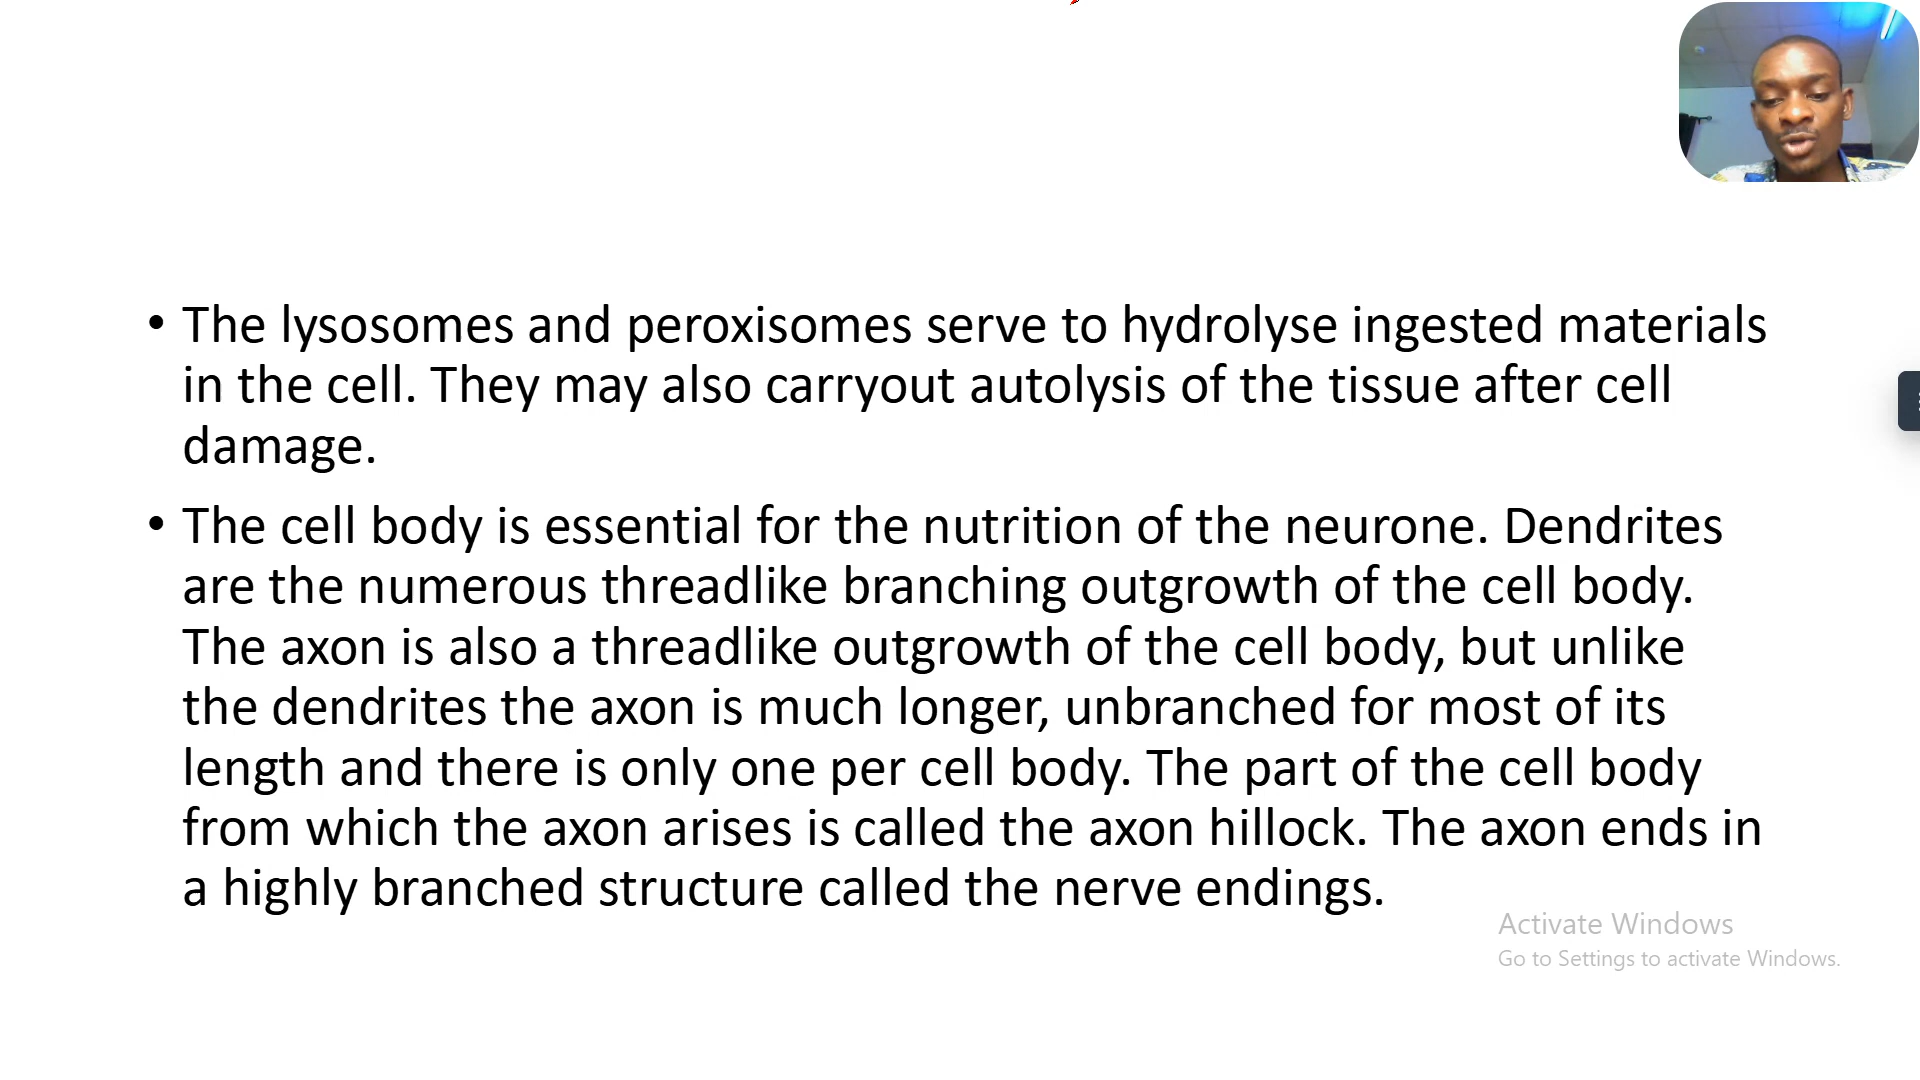 • The lysosomes and peroxisomes serve to hydrolyse ingested materials
in the cell. They may also carryout autolysis of the tissue after cell
damage.
• The cell body is essential for the nutrition of the neurone. Dendrites
are the numerous threadlike branching outgrowth of the cell body.
The axon is also a threadlike outgrowth of the cell body, but unlike
the dendrites the axon is much longer, unbranched for most of its
length and there is only one per cell body. The part of the cell body
from which the axon arises is called the axon hillock. The axon ends in
a highly branched structure called the nerve endings.
Activate Windows
Go to Settings to activate Windows.